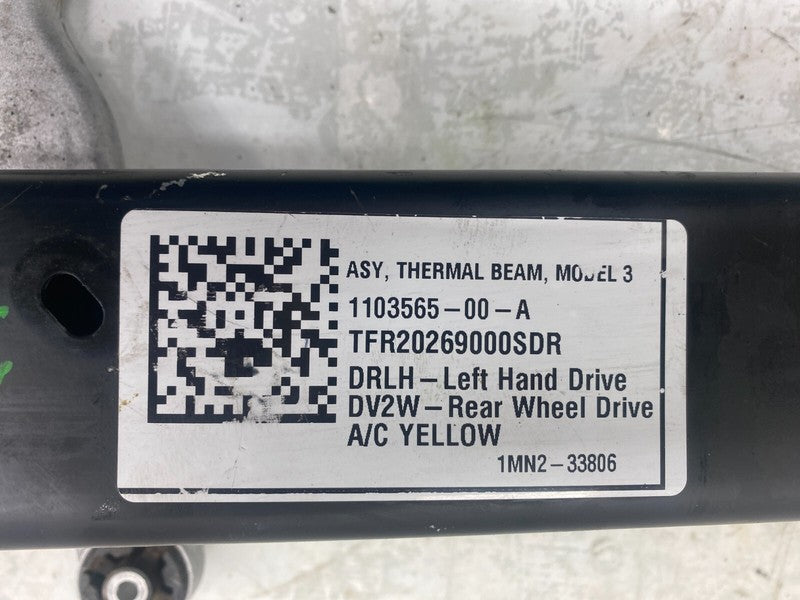 ASY, THERMAL BEAM, MODEL 3
1103565-00-A
TFR20269000SDR
DRLH-Left Hand Drive
DV2W-Rear Wheel Drive
A/C YELLOW
1MN2-33806